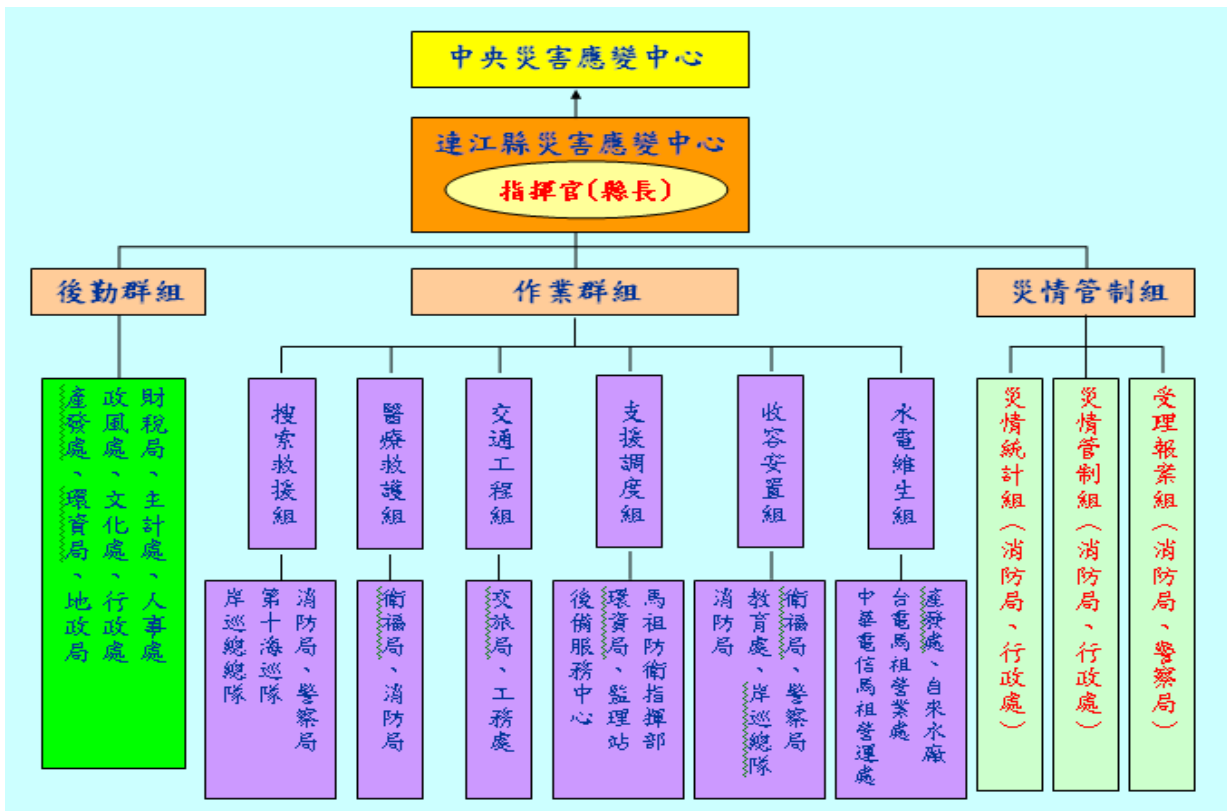 中央災害應變中心
連江縣災害應變中心
指揮官(縣長)
後勤群組
作業群組
災情管制組
財稅局、主計處、人事處
政風處、文化處、行政處
產發處、環資局、地政局
搜索救援組
醫療救護組
交通工程組
支援調度組
收容安置組
水電維生組
災情統計組(消防局、行政處)
災情管制組(消防局、行政處)
受理報案組(消防局、警察局)
消防局、警察局
第十海巡隊
岸巡總總隊
衛福局、消防局
交旅局、工務處
馬祖防衛指揮部
環資局、監理站
後備服務中心
衛福局、警察局
教育處、岸巡總隊
消防局
產發處、自來水廠
台電馬祖營業處
中華電信馬祖營運處